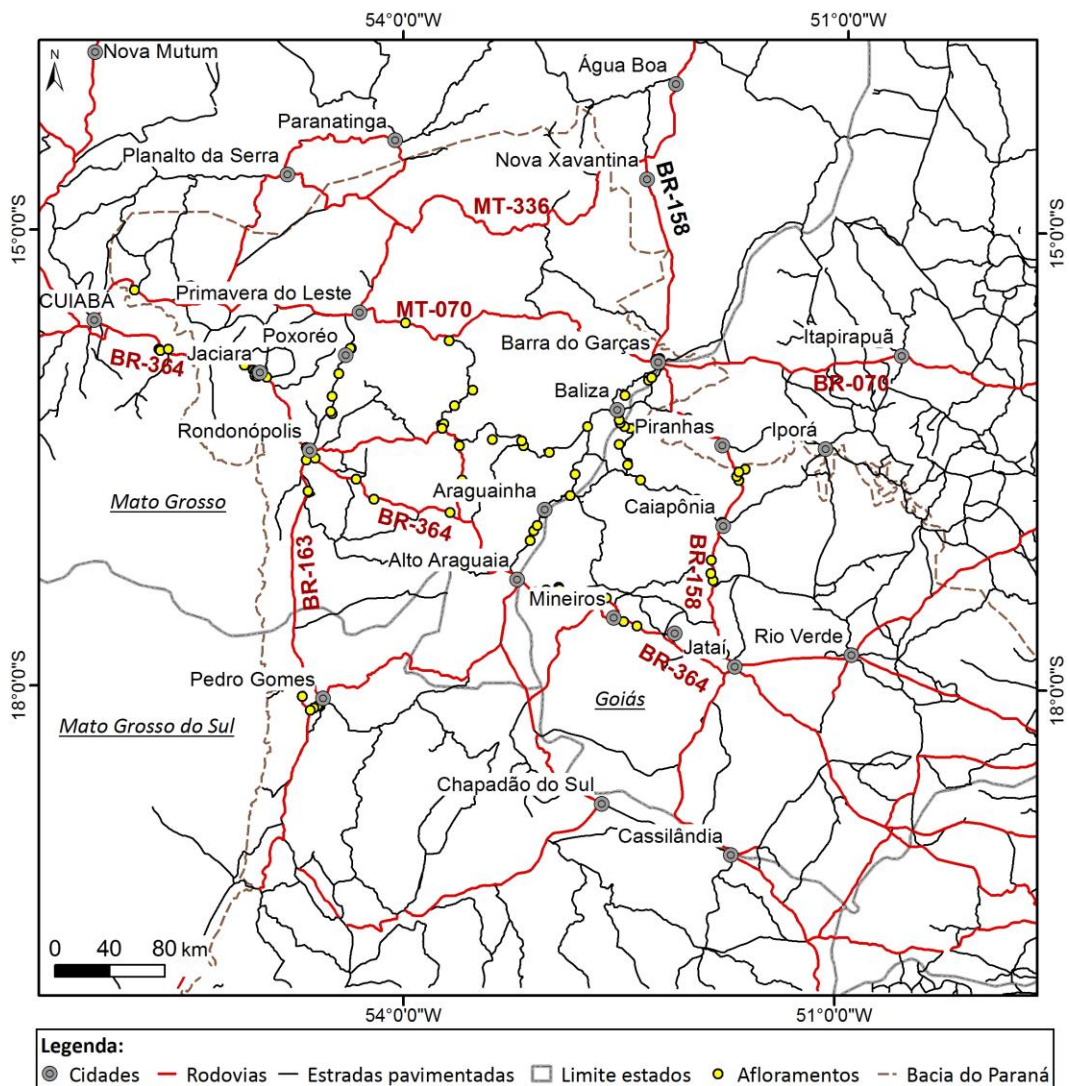 54°0'0"W
51°0'0"W
N
Nova Mutum
Água Boa
Paranatinga
Planalto da Serra
Nova Xavantina
BR-158
MT-336
15°0'0"S
15°0'0"S
Primavera do Leste
CUIABÁ
MT-070
Poxoréo
Barra do Garças
Itapirapuã
Jaciara
BR-364
BR-070
Baliza
Rondonópolis
Piranhas
Iporá
Mato Grosso
Araguainha
Caiapônia
BR-364
Alto Araguaia
BR-163
BR-158
Mineiros
Jataí
Rio Verde
BR-364
Pedro Gomes
Goiás
18°0'0"S
18°0'0"S
Mato Grosso do Sul
Chapadão do Sul
Cassilândia
0 40 80 km
54°0'0"W
51°0'0"W
Legenda:
Cidades Rodovias Estradas pavimentadas Limite estados Afloramentos Bacia do Paraná